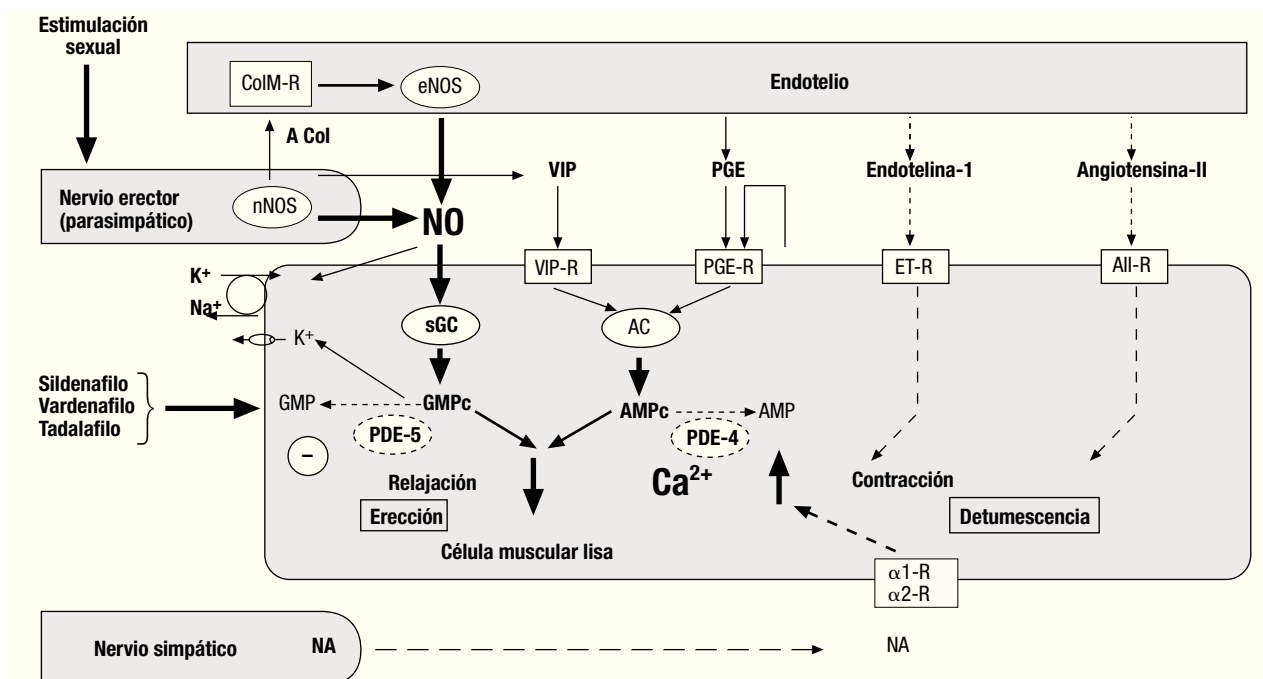 Estimulación
sexual
ColM-R
eNOS
Endotelio
A Col
Nervio erector
(parasimpático)
nNOS
NO
VIP
PGE
Endotelina-1
Angiotensina-II
K+
Na+
VIP-R
PGE-R
ET-R
AII-R
K+
sGC
AC
Sildenafilo
Vardenafilo
Tadalafilo
GMP
GMPc
AMPc
AMP
PDE-5
PDE-4
–
Relajación
Ca2+
Contracción
Erección
Detumescencia
Célula muscular lisa
α1-R
α2-R
Nervio simpático
NA
NA